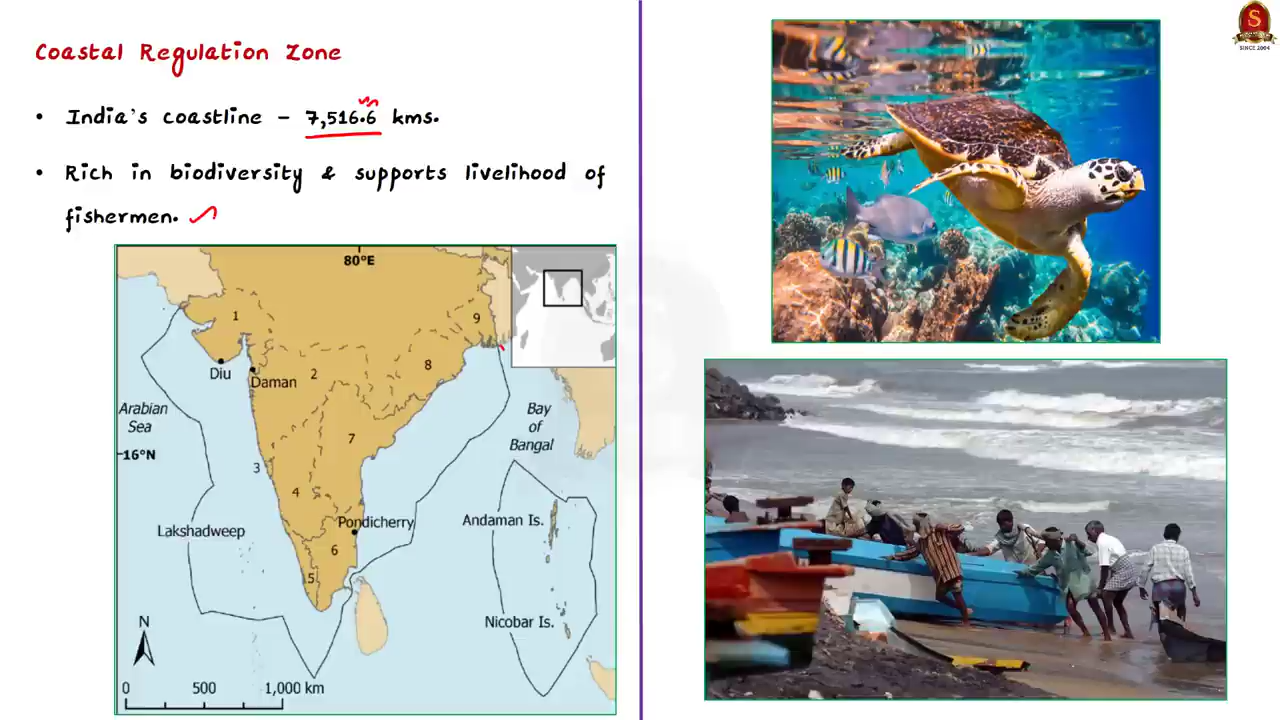 Coastal Regulation Zone
• India's coastline – 7,516.6 kms.
• Rich in biodiversity & supports livelihood of
fishermen.
80°E
1
9
8
2
Diu
Daman
Arabian
Sea
Bay
of
Bangal
7
16°N
3
4
Lakshadweep
Pondicherry
Andaman Is.
6
5
N
Nicobar Is.
0 500 1,000 km
SINCE 2004